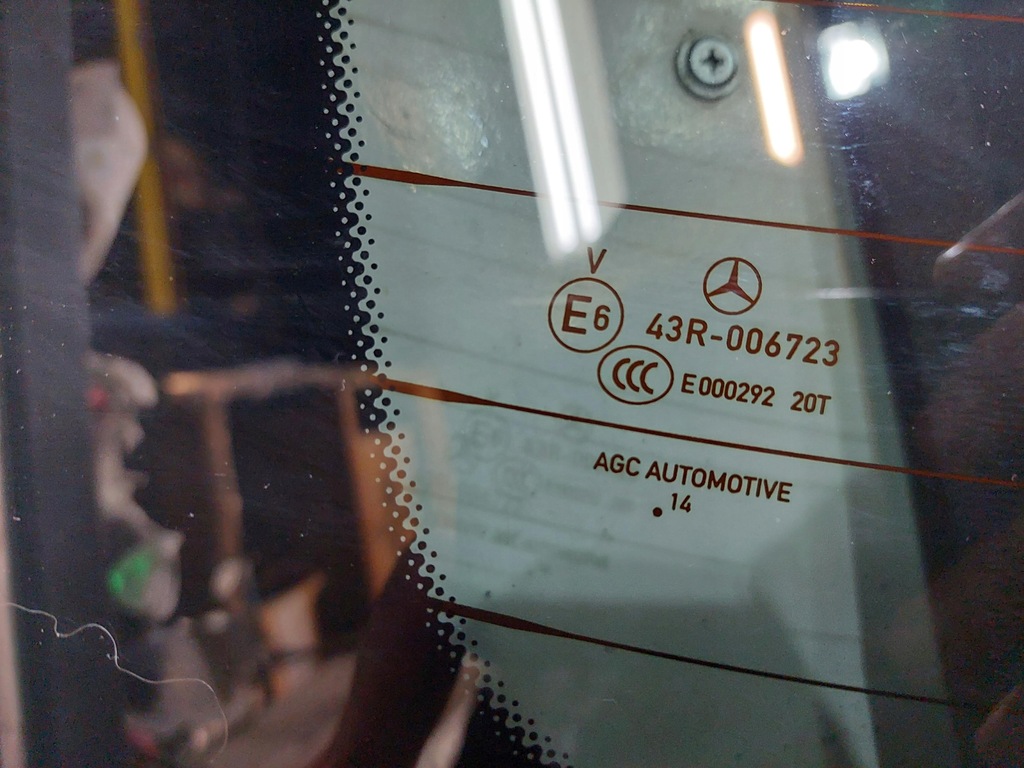 V
E6 43R-006723
CCC E000292 20T
AGC AUTOMOTIVE
.14